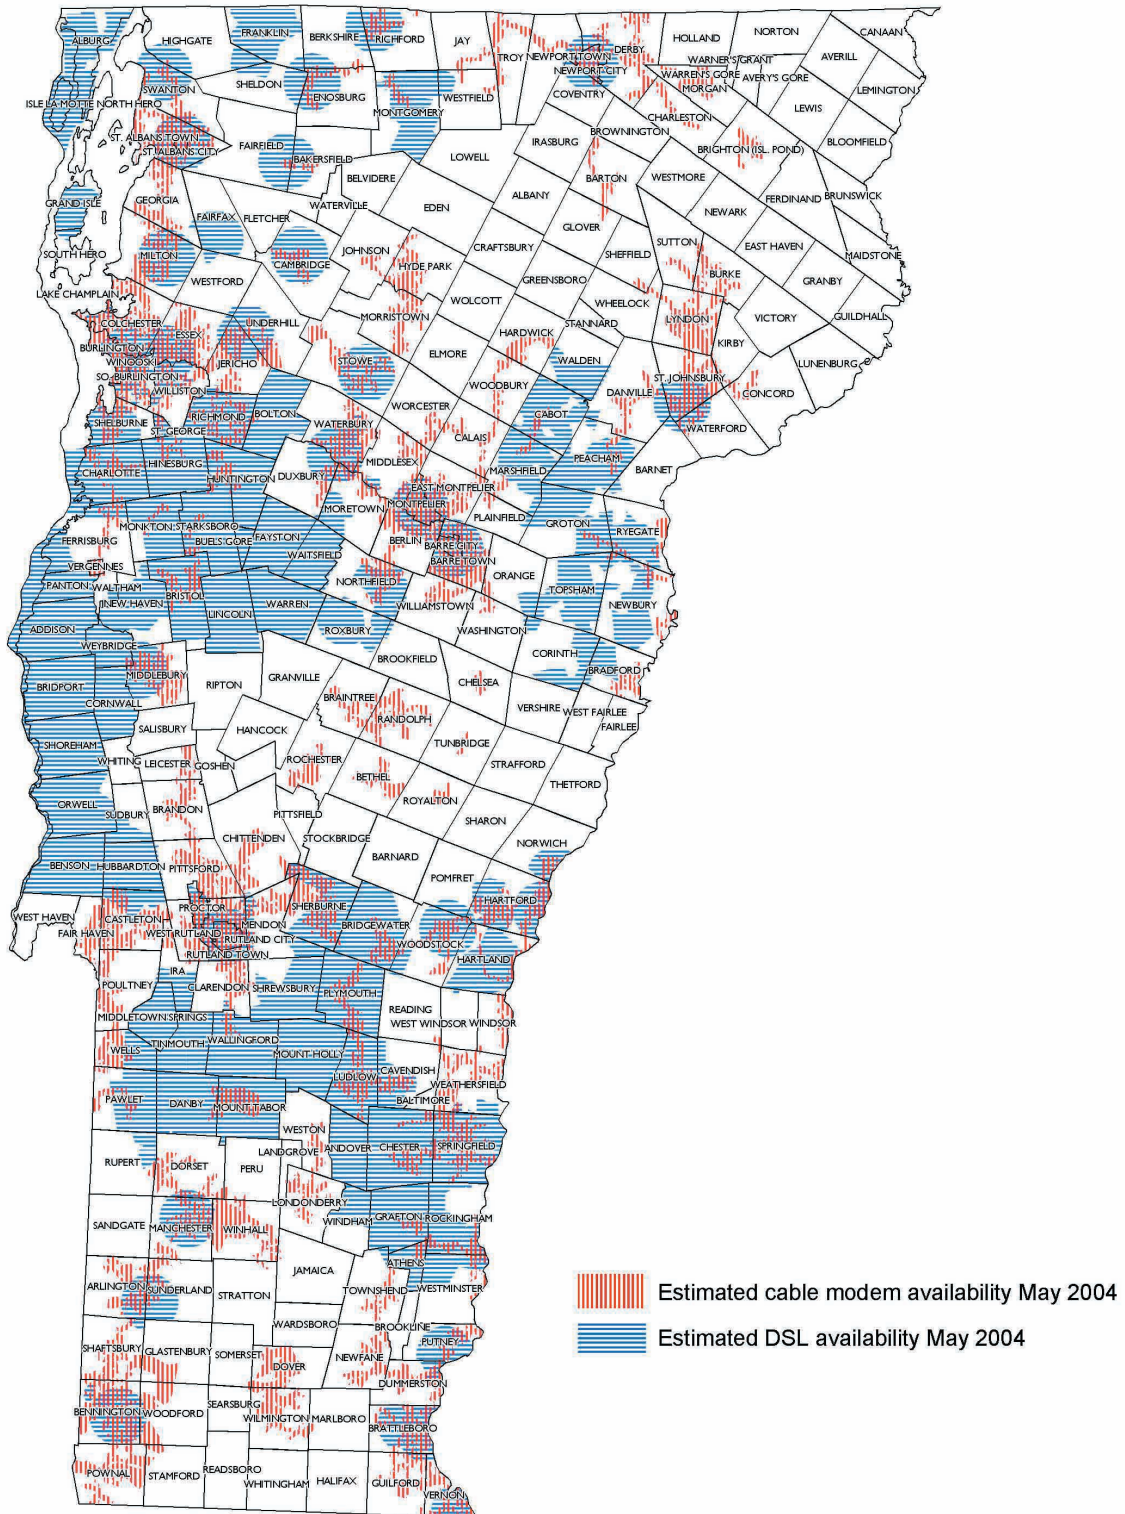 ALBURG
HIGHGATE
FRANKLIN
BERKSHIRE
RICHFORD
JAY
TROY
NEWPORT TOWN
DERBY
HOLLAND
NORTON
CANAAN
NEWPORT CITY
WARNER'S GRANT
AVERILL
WARREN'S GORE
AVERY'S GORE
MORGAN
LEMINGTON
SWANTON
SHELDON
ENOSBURG
WESTFIELD
COVENTRY
ISLE LA MOTTE
NORTH HERO
MONTGOMERY
CHARLESTON
LEWIS
ST. ALBANS TOWN
ST. ALBANS CITY
FAIRFIELD
BAKERSFIELD
LOWELL
IRASBURG
BROWNINGTON
BRIGHTON (ISL. POND)
BLOOMFIELD
BELVIDERE
BARTON
WESTMORE
GRAND ISLE
GEORGIA
FAIRFAX
FLETCHER
WATERVILLE
EDEN
ALBANY
FERDINAND
BRUNSWICK
NEWARK
GLOVER
SOUTH HERO
MILTON
CAMBRIDGE
JOHNSON
HYDE PARK
CRAFTSBURY
SHEFFIELD
SUTTON
EAST HAVEN
MAIDSTONE
WESTFORD
GREENSBORO
BURKE
GRANBY
LAKE CHAMPLAIN
WOLCOTT
WHEELOCK
COLCHESTER
ESSEX
UNDERHILL
MORRISTOWN
HARDWICK
STANNARD
LYNDON
VICTORY
GUILDHALL
BURLINGTON
WINOOSKI
JERICHO
STOWE
ELMORE
WALDEN
KIRBY
LUNENBURG
SO. BURLINGTON
WILLISTON
WOODBURY
DANVILLE
ST. JOHNSBURY
CONCORD
SHELBURNE
ST. GEORGE
RICHMOND
BOLTON
WATERBURY
WORCESTER
CABOT
WATERFORD
CALAIS
CHARLOTTE
HINESBURG
HUNTINGTON
DUXBURY
MIDDLESEX
MARSHFIELD
PEACHAM
BARNET
EAST MONTPELIER
MONTPELIER
MORETOWN
PLAINFIELD
GROTON
RYEGATE
FERRISBURG
MONKTON
STARKSBORO
BUELS GORE
FAYSTON
BERLIN
BARRE CITY
WAITSFIELD
BARRE TOWN
VERGENNES
PANTON
WALTHAM
NEW HAVEN
BRISTOL
NORTHFIELD
ORANGE
TOPSHAM
NEWBURY
LINCOLN
WARREN
WILLIAMSTOWN
ADDISON
WEYBRIDGE
ROXBURY
WASHINGTON
CORINTH
BRADFORD
BROOKFIELD
MIDDLEBURY
BRIDPORT
CORNWALL
RIPTON
GRANVILLE
BRAINTREE
CHELSEA
VERSHIRE
WEST FAIRLEE
FAIRLEE
SALISBURY
HANCOCK
RANDOLPH
SHOREHAM
WHITING
LEICESTER
GOSHEN
ROCHESTER
TUNBRIDGE
STRAFFORD
THETFORD
BETHEL
ORWELL
SUDBURY
BRANDON
ROYALTON
PITTSFIELD
SHARON
CHITTENDEN
STOCKBRIDGE
NORWICH
BENSON
HUBBARDTON
PITTSFORD
BARNARD
POMFRET
WEST HAVEN
CASTLETON
PROCTOR
SHERBURNE
HARTFORD
FAIR HAVEN
WEST RUTLAND
MENDON
BRIDGEWATER
RUTLAND CITY
RUTLAND TOWN
WOODSTOCK
HARTLAND
POULTNEY
IRA
CLARENDON
SHREWSBURY
PLYMOUTH
READING
MIDDLETOWN SPRINGS
WEST WINDSOR
WINDSOR
WELLS
TINMOUTH
WALLINGFORD
MOUNT HOLLY
LUDLOW
CAVENDISH
WEATHERSFIELD
BALTIMORE
PAWLET
DANBY
MOUNT TABOR
WESTON
LANDGROVE
ANDOVER
CHESTER
SPRINGFIELD
RUPERT
DORSET
PERU
LONDONDERRY
WINDHAM
GRAFTON
ROCKINGHAM
SANDGATE
MANCHESTER
WINHALL
JAMAICA
ATHENS
ARLINGTON
SUNDERLAND
STRATTON
TOWNSHEND
WESTMINSTER
Estimated cable modem availability May 2004
WARDSBORO
BROOKLINE
PUTNEY
Estimated DSL availability May 2004
SHAFTSBURY
GLASTENBURY
SOMERSET
DOVER
NEWFANE
DUMMERSTON
BENNINGTON
WOODFORD
SEARSBURG
WILMINGTON
MARLBORO
BRATTLEBORO
POWNAL
STAMFORD
READSBORO
WHITINGHAM
HALIFAX
GUILFORD
VERNON